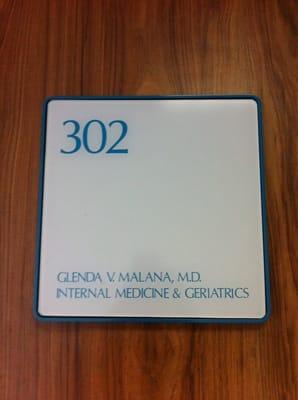 302
GLENDA V. MALANA, M.D.
INTERNAL MEDICINE & GERIATRICS